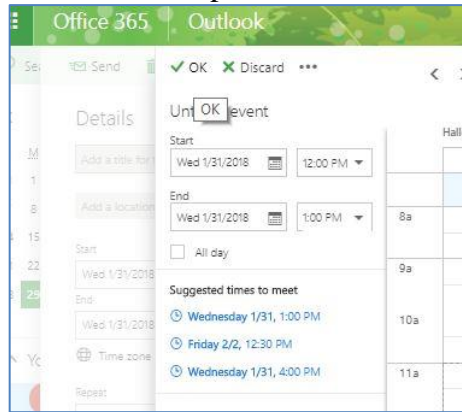 Office 365 Outlook
Send
OK Discard •••
Details
Unt OK event
Start
Wed 1/31/2018 12:00 PM
End
Wed 1/31/2018 1:00 PM
All day
Suggested times to meet
Wednesday 1/31, 1:00 PM
Friday 2/2, 12:30 PM
Wednesday 1/31, 4:00 PM
Add a title for
Add a location
Start
Wed 1/31/2018
End
Wed 1/31/2018
Time zone
Repeat
M
1
8
15
22
29
8a
9a
10a
11a